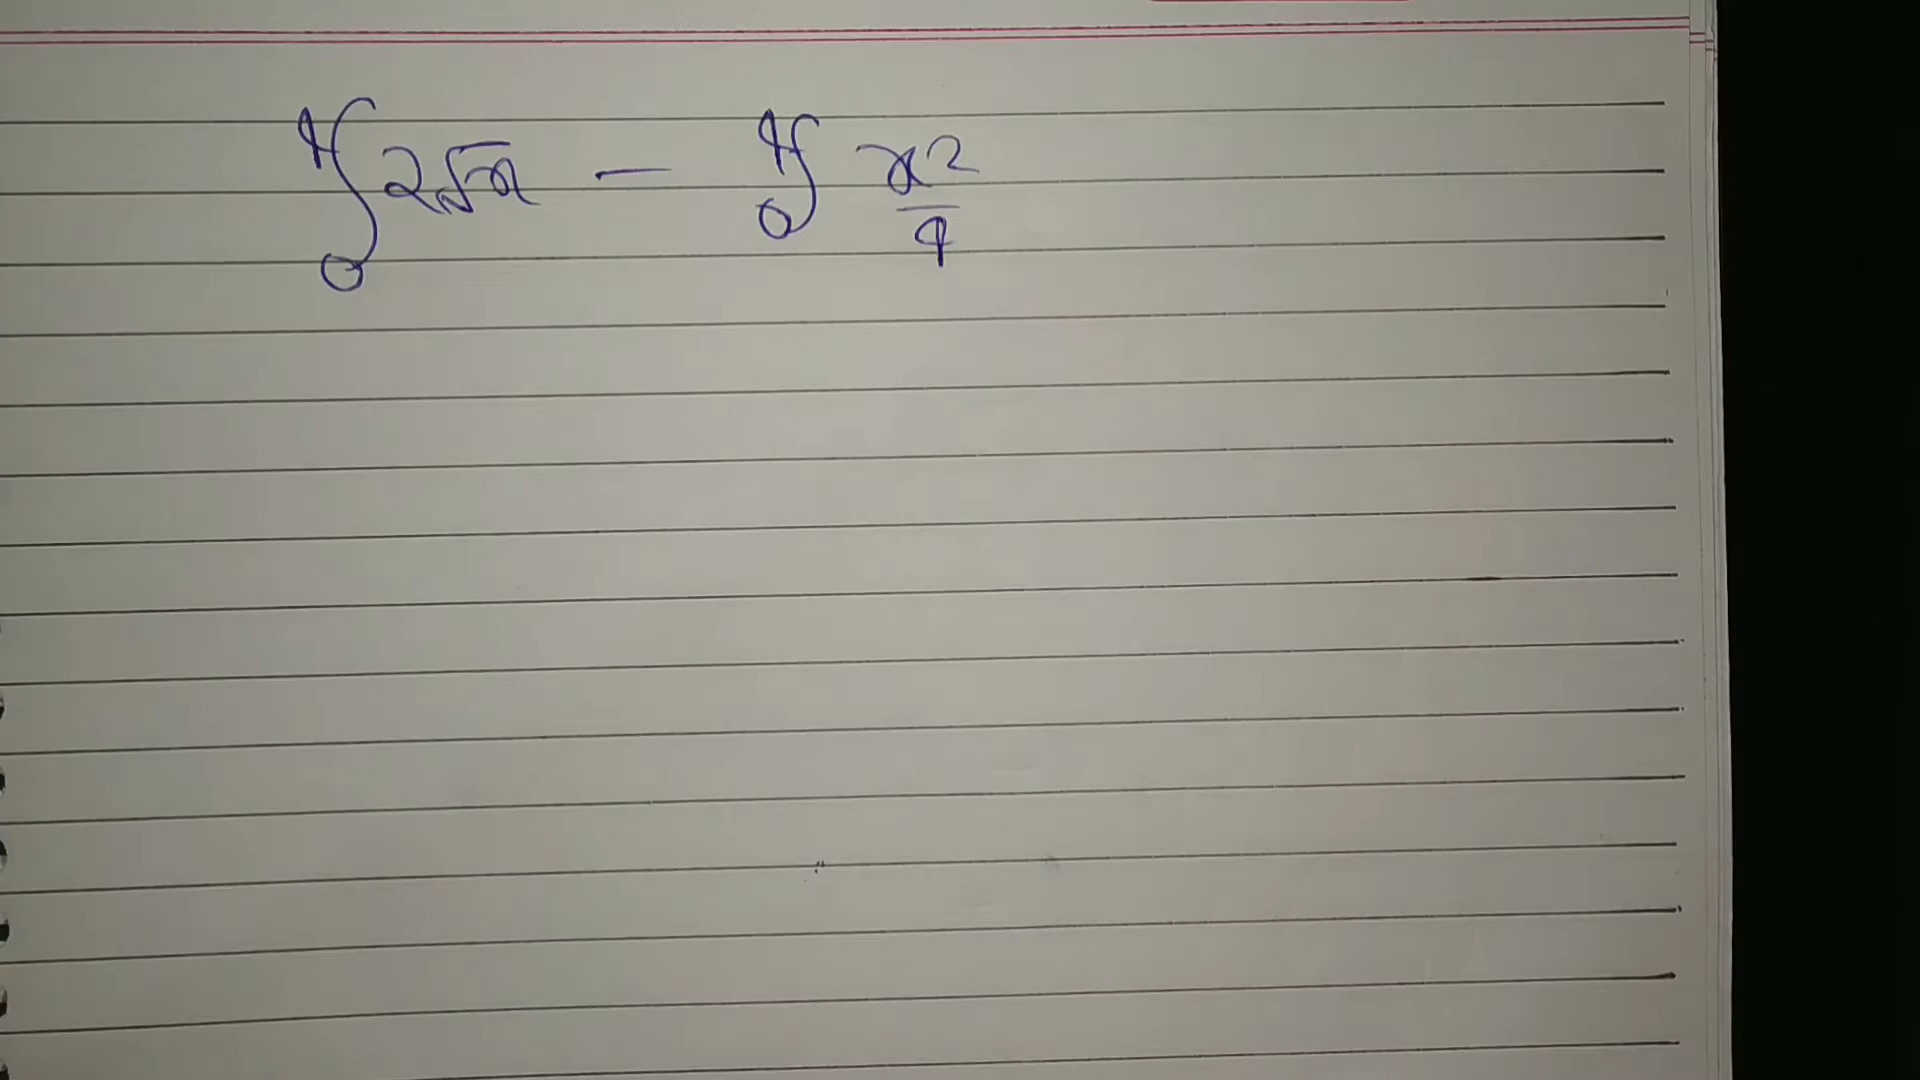 ∫₀⁴ 2√x − ∫₀⁴ x²/4